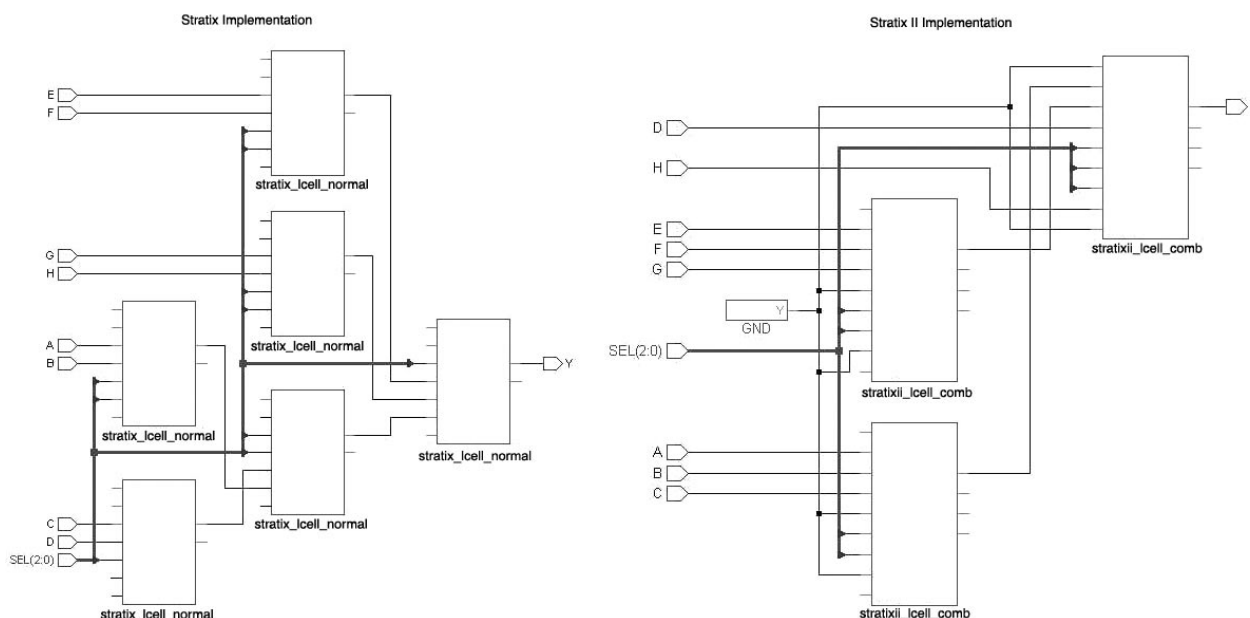 Stratix Implementation
E
F
stratix_lcell_normal
G
H
stratix_lcell_normal
A
B
stratix_lcell_normal
Y
stratix_lcell_normal
C
D
SEL(2:0)
stratix_lcell_normal
stratix_lcell_normal
Stratix II Implementation
D
H
stratixii_lcell_comb
E
F
G
Y
GND
SEL(2:0)
stratixii_lcell_comb
A
B
C
stratixii_lcell_comb